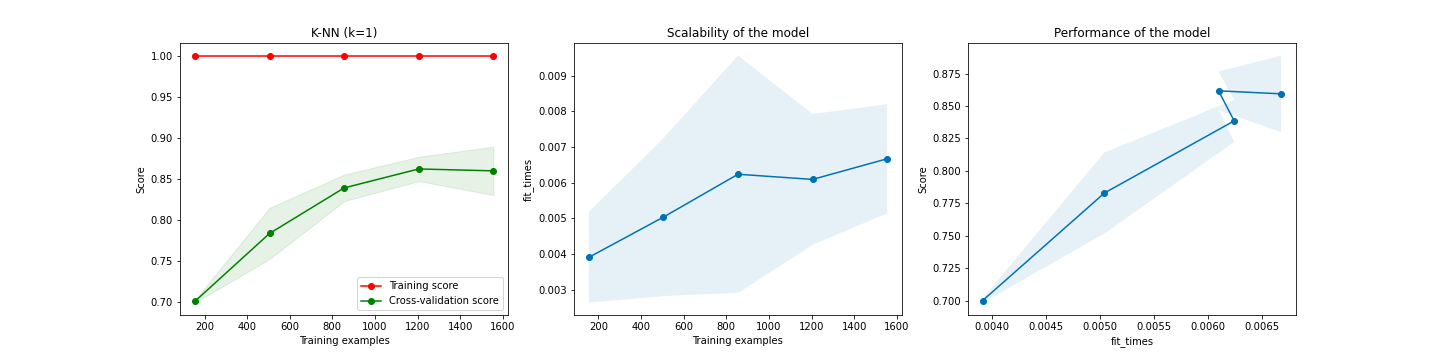 K-NN (k=1)
Score
1.00
0.95
0.90
0.85
0.80
0.75
0.70
Training score
Cross-validation score
200 400 600 800 1000 1200 1400 1600
Training examples
Scalability of the model
fit_times
0.009
0.008
0.007
0.006
0.005
0.004
0.003
200 400 600 800 1000 1200 1400 1600
Training examples
Performance of the model
Score
0.875
0.850
0.825
0.800
0.775
0.750
0.725
0.700
0.0040 0.0045 0.0050 0.0055 0.0060 0.0065
fit_times